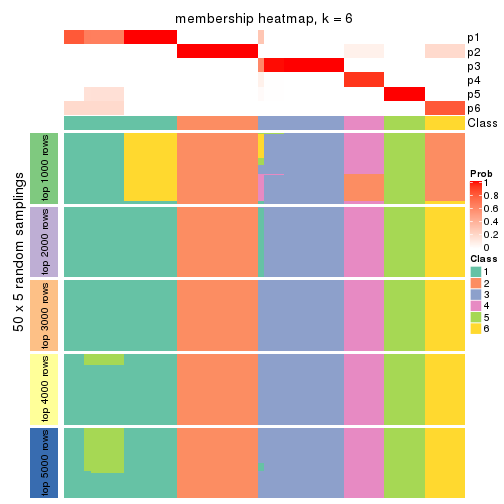 membership heatmap, k = 6
p1
p2
p3
p4
p5
p6
Class
50 x 5 random samplings
top 1000 rows
top 2000 rows
top 3000 rows
top 4000 rows
top 5000 rows
Prob
1
0.8
0.6
0.4
0.2
0
Class
1
2
3
4
5
6